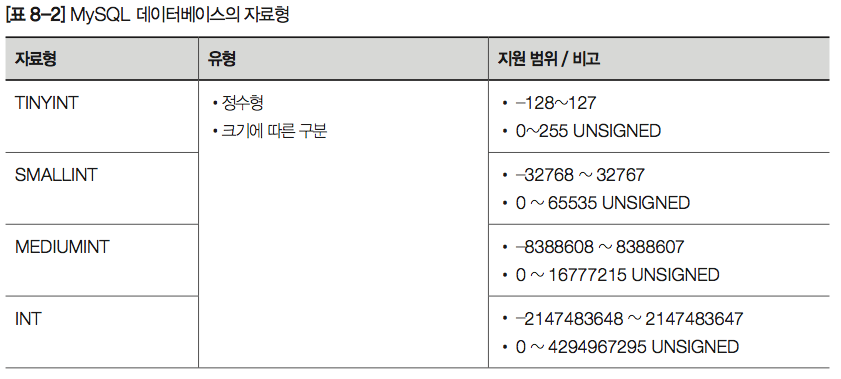 [표 8-2] MySQL 데이터베이스의 자료형
자료형 유형 지원 범위 / 비고
TINYINT • 정수형 • –128~127
• 크기에 따른 구분 • 0~255 UNSIGNED
SMALLINT • –32768 ~ 32767
• 0 ~ 65535 UNSIGNED
MEDIUMINT • –8388608 ~ 8388607
• 0 ~ 16777215 UNSIGNED
INT • –2147483648 ~ 2147483647
• 0 ~ 4294967295 UNSIGNED